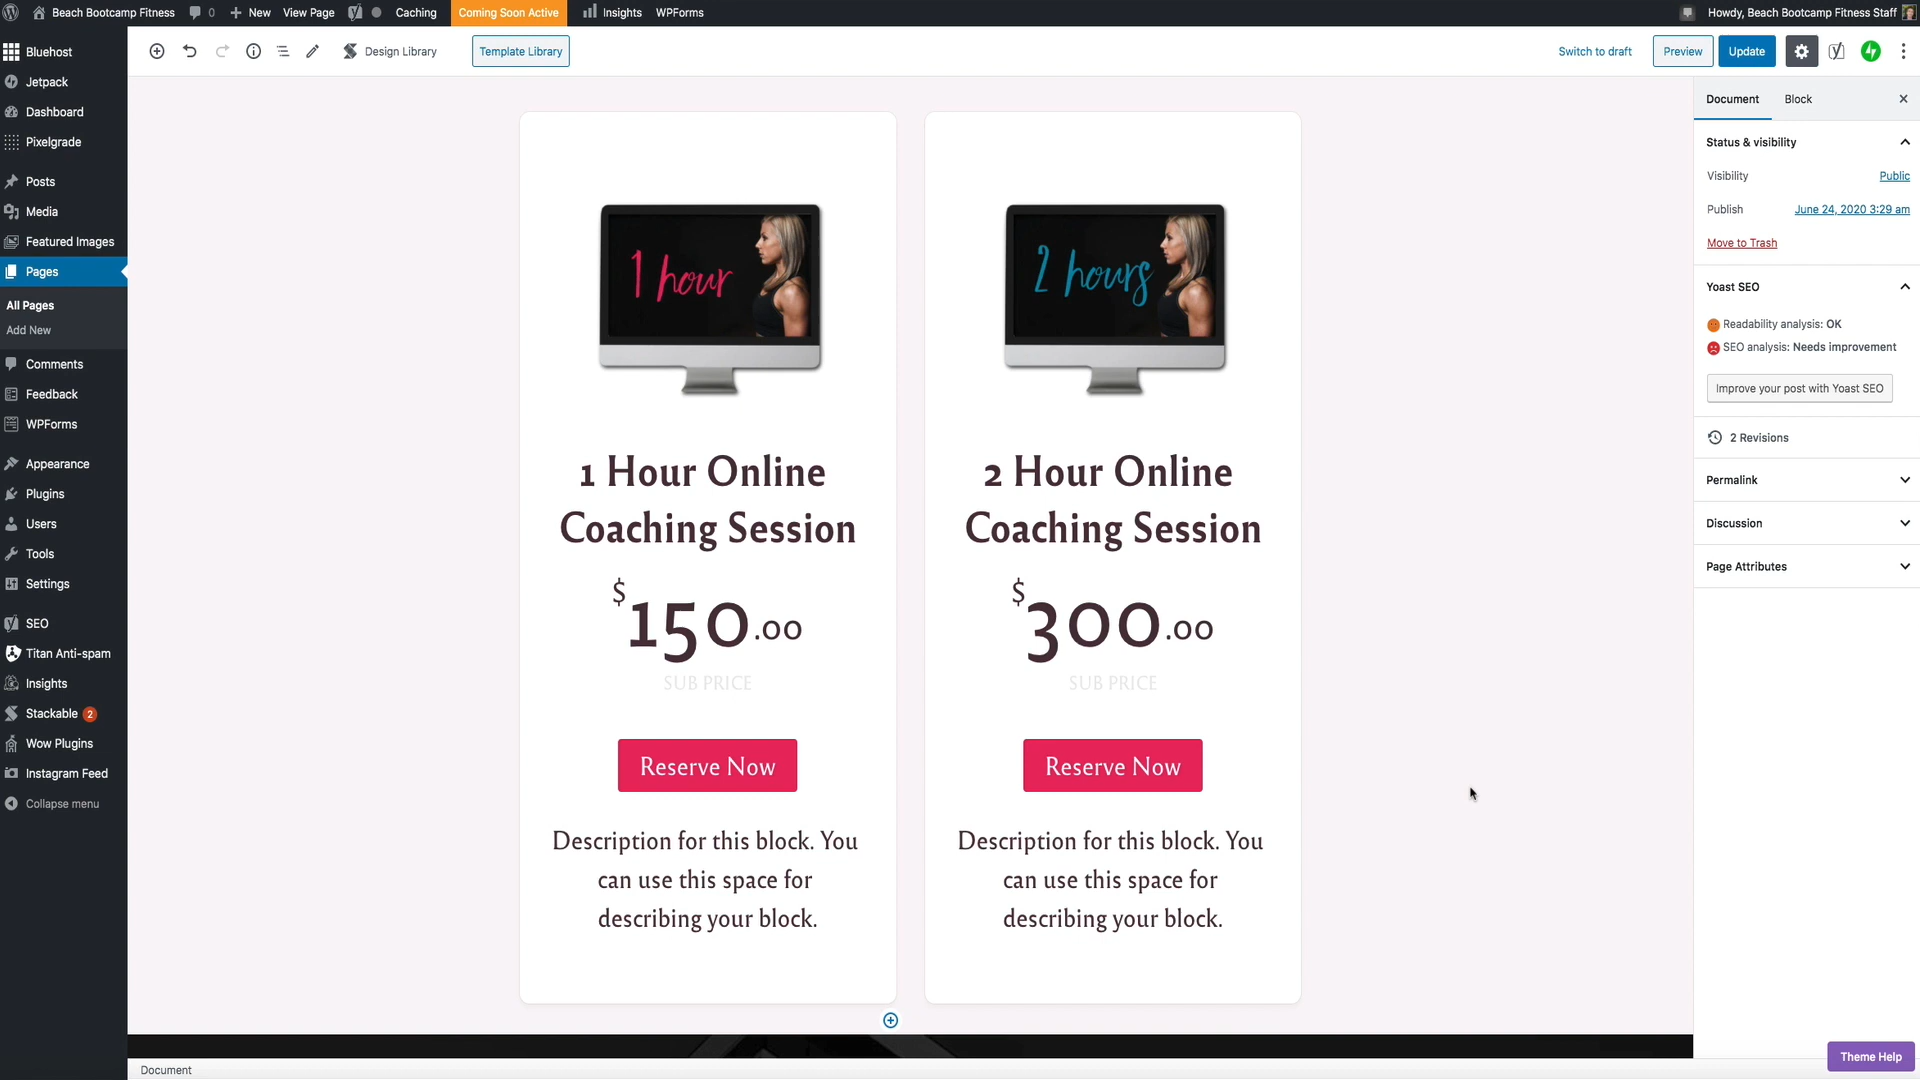 Beach Bootcamp Fitness 0 New View Page Caching Coming Soon Active Insights WPForms Howdy, Beach Bootcamp Fitness Staff
Bluehost
Jetpack
Dashboard
Pixelgrade
Posts
Media
Featured Images
Pages
All Pages
Add New
Comments
Feedback
WPForms
Appearance
Plugins
Users
Tools
Settings
SEO
Titan Anti-spam
Insights
Stackable 2
Wow Plugins
Instagram Feed
Collapse menu
Design Library Template Library Switch to draft Preview Update
1 hour
1 Hour Online
Coaching Session
$150.00
SUB PRICE
Reserve Now
Description for this block. You
can use this space for
describing your block.
2 hours
2 Hour Online
Coaching Session
$300.00
SUB PRICE
Reserve Now
Description for this block. You
can use this space for
describing your block.
Document Block
Status & visibility
Visibility Public
Publish June 24, 2020 3:29 am
Move to Trash
Yoast SEO
Readability analysis: OK
SEO analysis: Needs improvement
Improve your post with Yoast SEO
2 Revisions
Permalink
Discussion
Page Attributes
Theme Help
Document